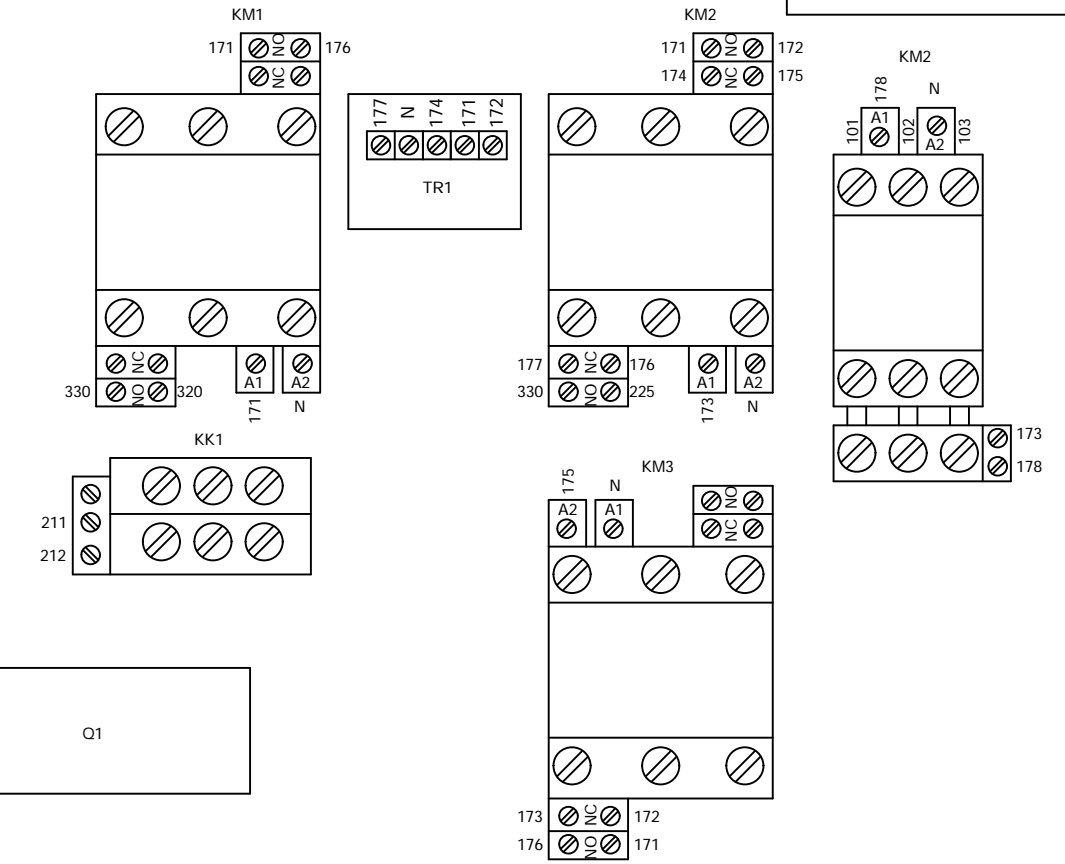 KM1
171 NO 176
NC
KM2
171 NO 172
174 NC 175
KM2
178 N
101 A1 102 A2 103
177 N 174 171 172
TR1
NC
330 NO 320
A1 A2
171 N
177 NC 176
330 NO 225
A1 A2
173 N
173
178
KK1
211
212
KM3
175 N
A2 A1
NO
NC
Q1
173 NC 172
176 NO 171